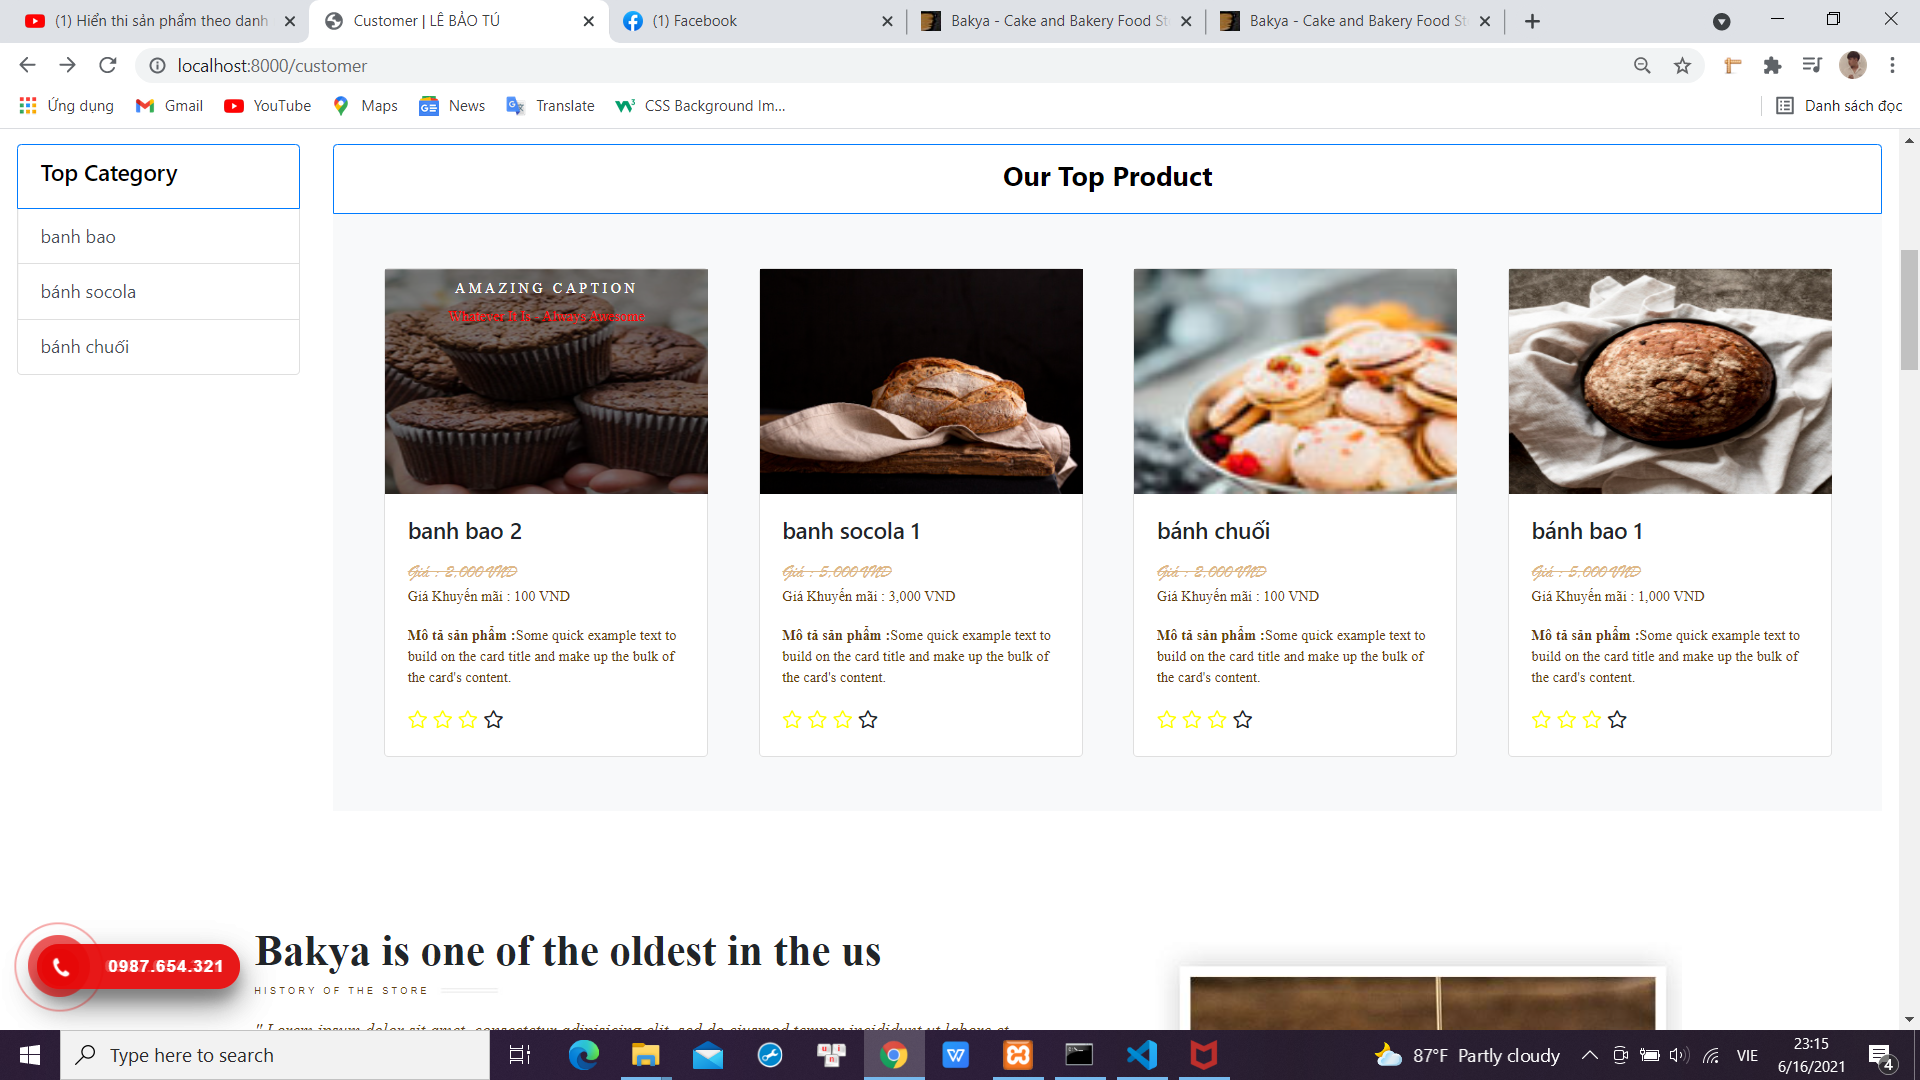 (1) Hiển thi sản phẩm theo danh
Customer | LÊ BẢO TÚ
(1) Facebook
Bakya - Cake and Bakery Food St
Bakya - Cake and Bakery Food St
localhost:8000/customer
Ứng dụng
Gmail
YouTube
Maps
News
Translate
CSS Background Im...
Danh sách đọc
Top Category
banh bao
bánh socola
bánh chuối
Our Top Product
AMAZING CAPTION
Whatever It Is - Always Awesome
banh bao 2
Giá : 2,000 VND
Giá Khuyến mãi : 100 VND
Mô tả sản phẩm :Some quick example text to
build on the card title and make up the bulk of
the card's content.
banh socola 1
Giá : 5,000 VND
Giá Khuyến mãi : 3,000 VND
Mô tả sản phẩm :Some quick example text to
build on the card title and make up the bulk of
the card's content.
bánh chuối
Giá : 2,000 VND
Giá Khuyến mãi : 100 VND
Mô tả sản phẩm :Some quick example text to
build on the card title and make up the bulk of
the card's content.
bánh bao 1
Giá : 5,000 VND
Giá Khuyến mãi : 1,000 VND
Mô tả sản phẩm :Some quick example text to
build on the card title and make up the bulk of
the card's content.
Bakya is one of the oldest in the us
0987.654.321
HISTORY OF THE STORE
" Lorem ipsum dolor sit amet, consectetur adipisicing elit, sed do eiusmod tempor incididunt ut labore et
Type here to search
87°F Partly cloudy
VIE
23:15
6/16/2021
4